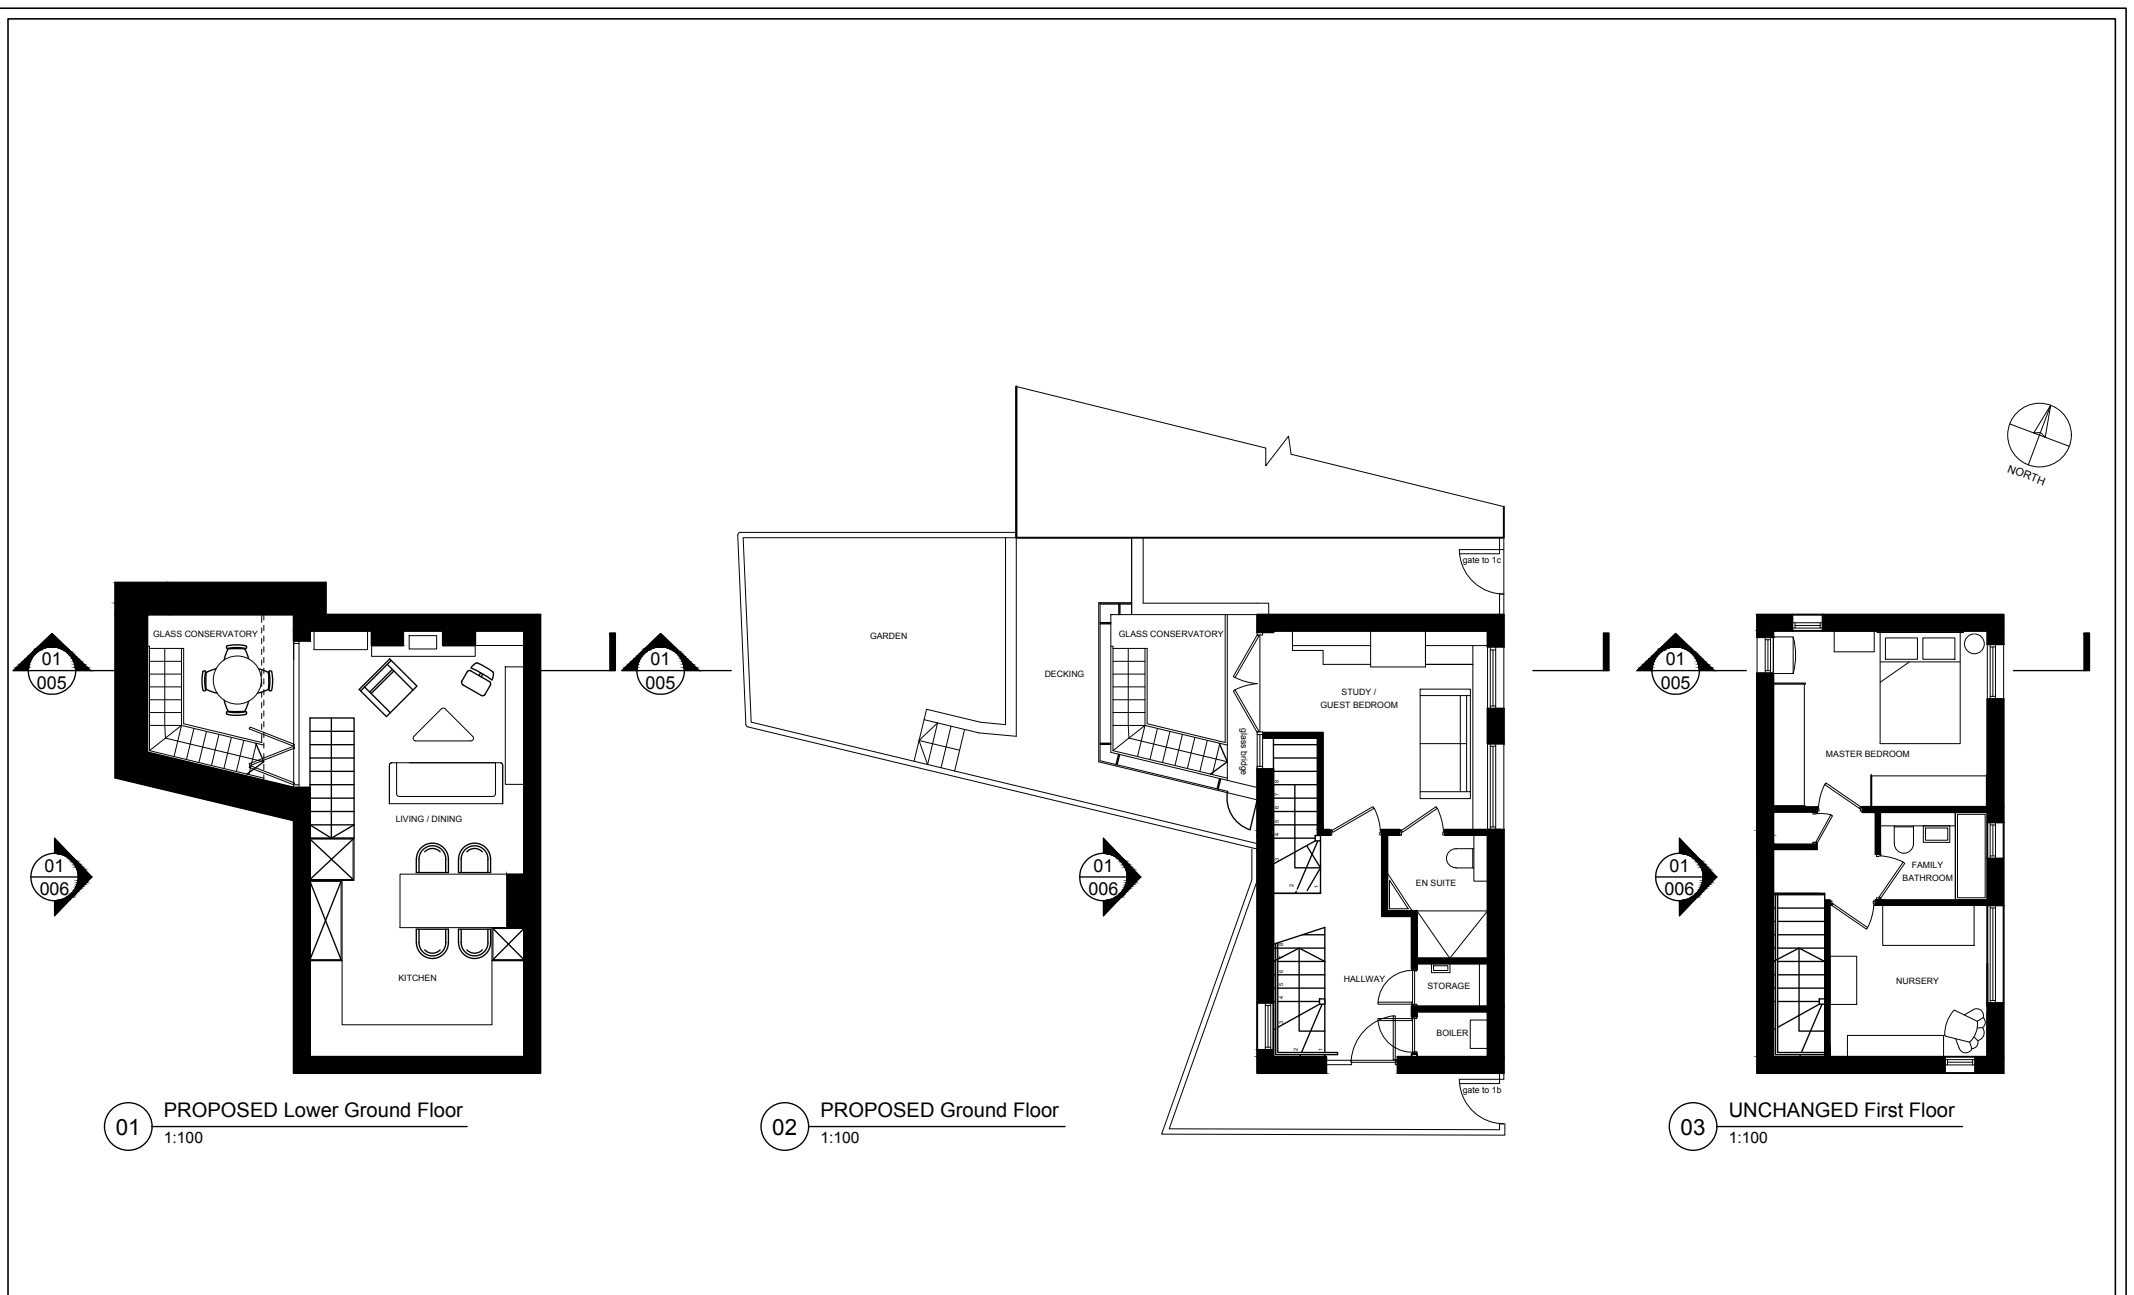 GLASS CONSERVATORY
01
005
LIVING / DINING
01
006
KITCHEN
01
PROPOSED Lower Ground Floor
1:100
gate to 1c
GARDEN
GLASS CONSERVATORY
01
005
DECKING
STUDY /
GUEST BEDROOM
glass bridge
01
006
EN SUITE
HALLWAY
STORAGE
BOILER
gate to 1b
02
PROPOSED Ground Floor
1:100
NORTH
01
005
MASTER BEDROOM
01
006
FAMILY
BATHROOM
NURSERY
03
UNCHANGED First Floor
1:100